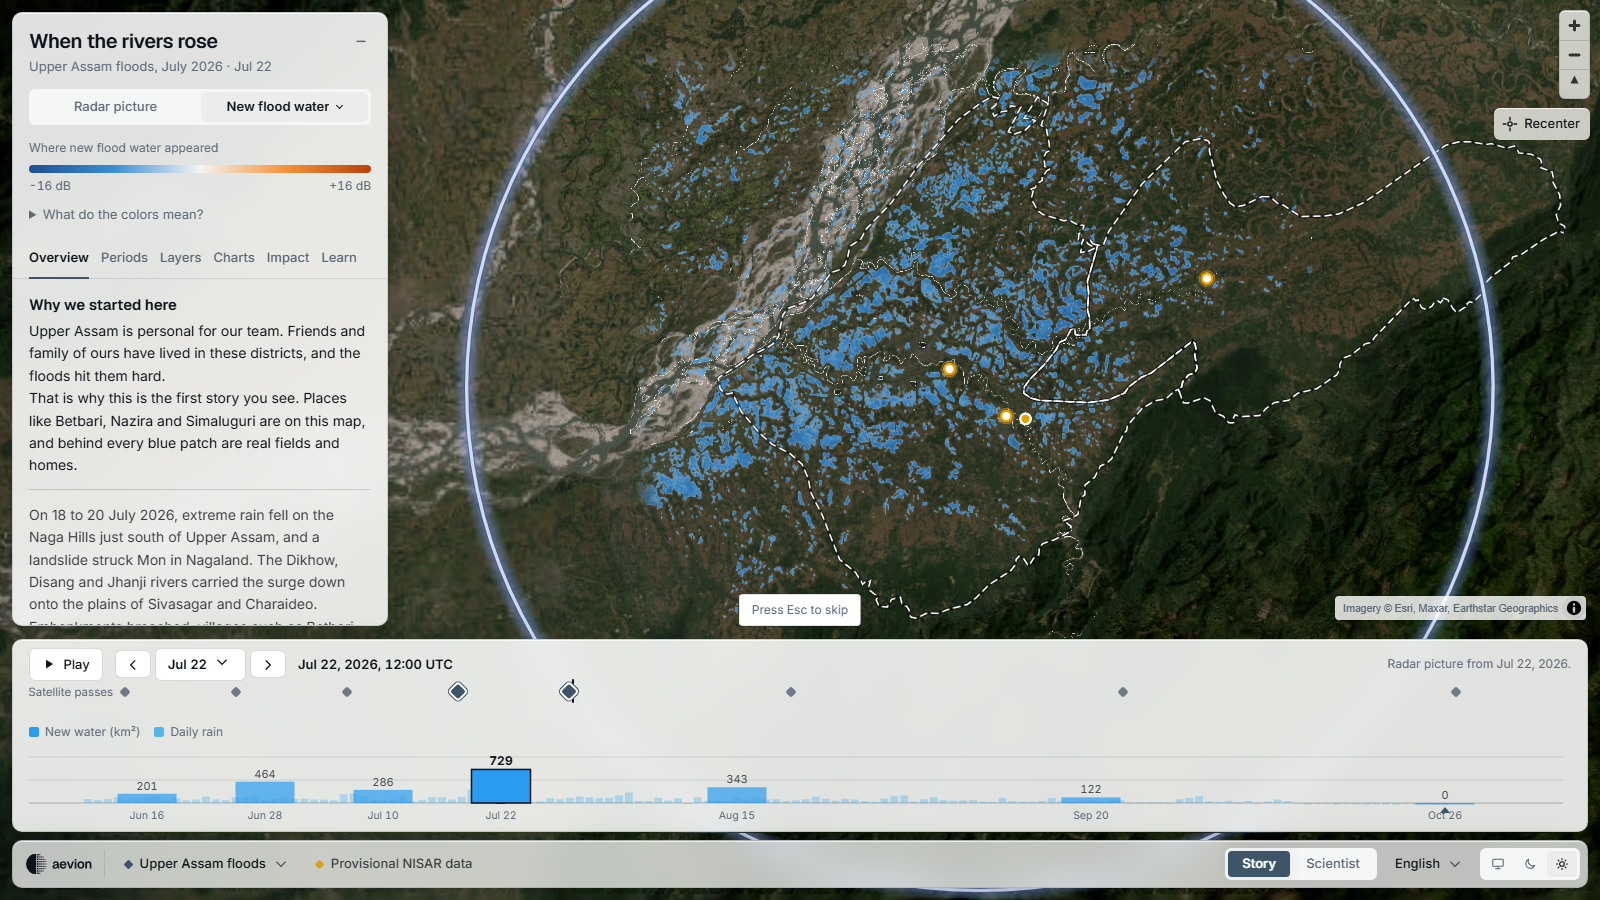 When the rivers rose
Upper Assam floods, July 2026 · Jul 22
Radar picture
New flood water
Where new flood water appeared
-16 dB
+16 dB
What do the colors mean?
Overview
Periods
Layers
Charts
Impact
Learn
Why we started here
Upper Assam is personal for our team. Friends and
family of ours have lived in these districts, and the
floods hit them hard.
That is why this is the first story you see. Places
like Betbari, Nazira and Simaluguri are on this map,
and behind every blue patch are real fields and
homes.
On 18 to 20 July 2026, extreme rain fell on the
Naga Hills just south of Upper Assam, and a
landslide struck Mon in Nagaland. The Dikhow,
Disang and Jhanji rivers carried the surge down
onto the plains of Sivasagar and Charaideo.
Recenter
Press Esc to skip
Imagery © Esri, Maxar, Earthstar Geographics
Play
Jul 22
Jul 22, 2026, 12:00 UTC
Radar picture from Jul 22, 2026.
Satellite passes
New water (km²)
Daily rain
201
464
286
729
343
122
0
Jun 16
Jun 28
Jul 10
Jul 22
Aug 15
Sep 20
Oct 26
aevion
Upper Assam floods
Provisional NISAR data
Story
Scientist
English